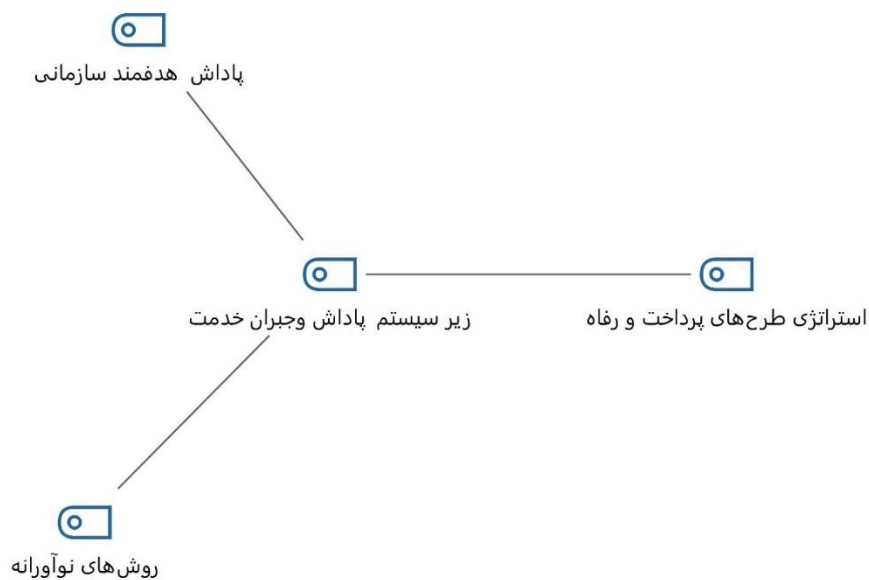 پاداش هدفمند سازمانی
زیر سیستم پاداش وجبران خدمت
استراتژی طرح‌های پرداخت و رفاه
روش‌های نوآورانه